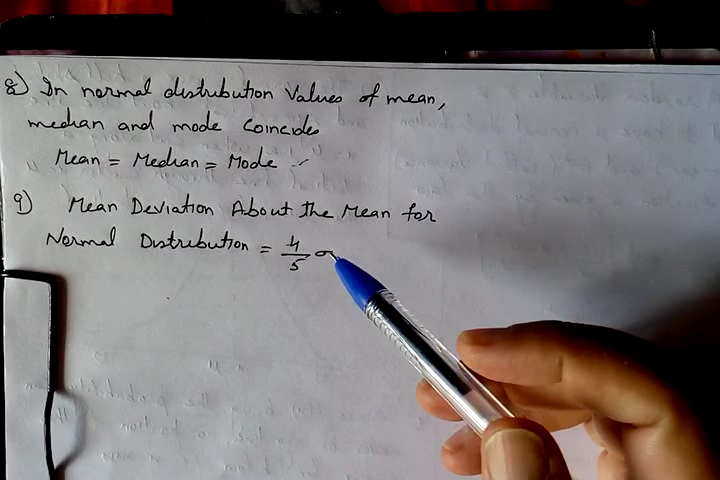 8) In normal distribution Values of mean,
median and mode Coincides
Mean = Median = Mode
9) Mean Deviation About the Mean for
Normal Distribution = 4/5 σ